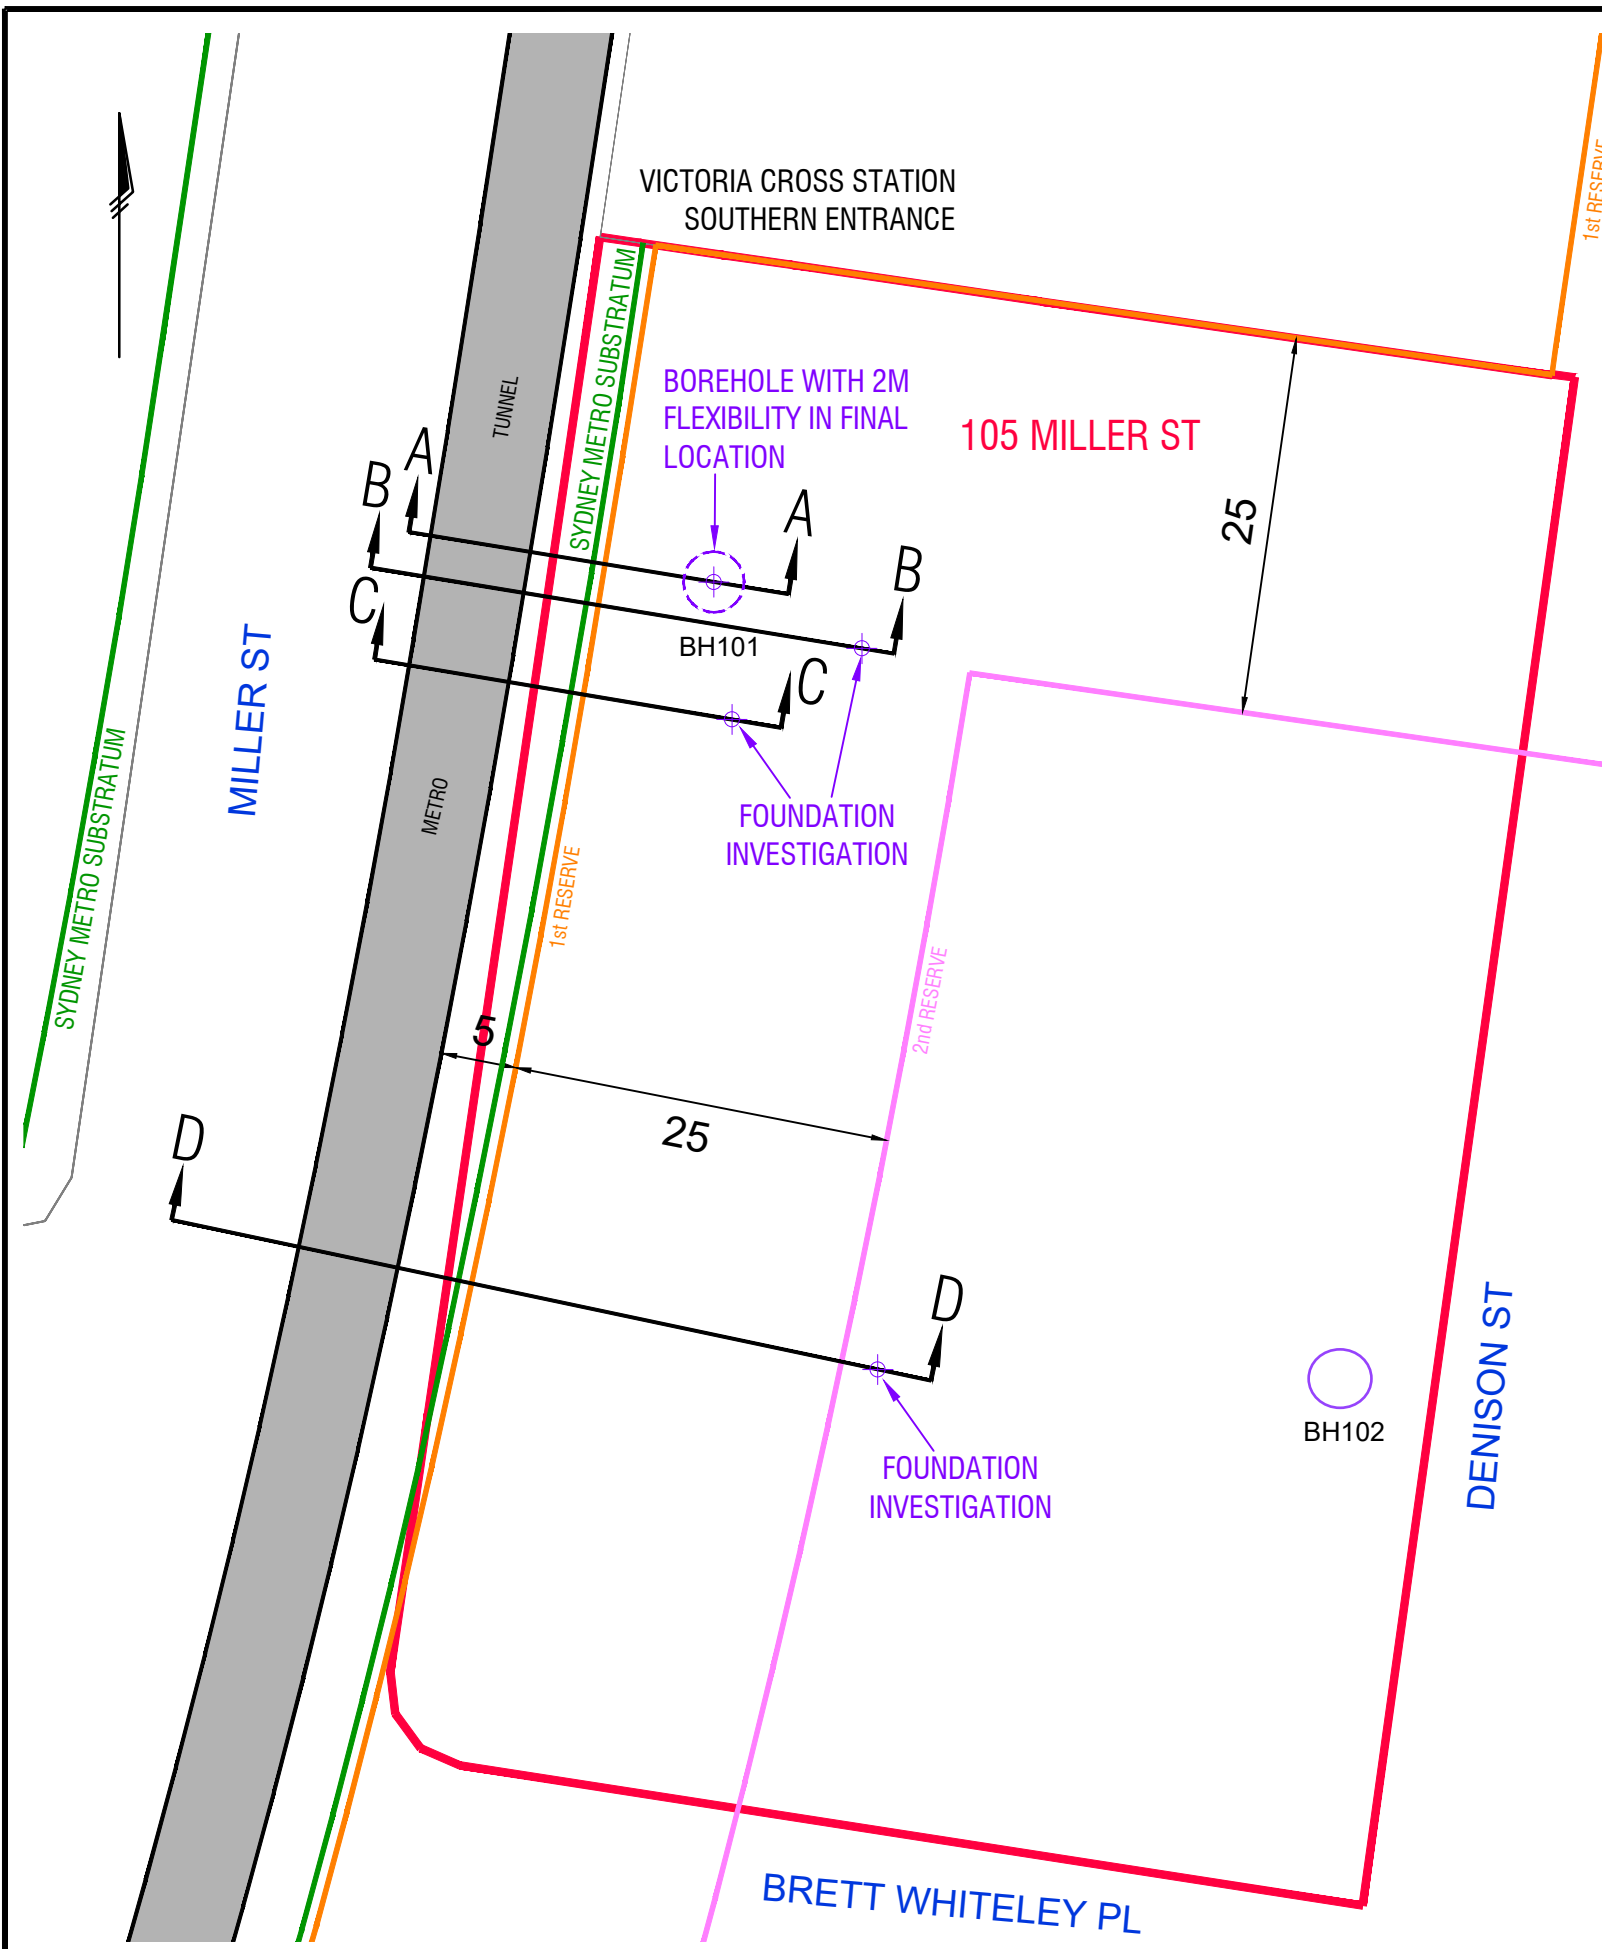 VICTORIA CROSS STATION
SOUTHERN ENTRANCE
1st RESERVE
SYDNEY METRO SUBSTRATUM
TUNNEL
BOREHOLE WITH 2M
FLEXIBILITY IN FINAL
LOCATION
105 MILLER ST
25
A
A
B
B
C
C
BH101
MILLER ST
SYDNEY METRO SUBSTRATUM
METRO
FOUNDATION
INVESTIGATION
1st RESERVE
2nd RESERVE
5
25
D
D
BH102
DENISON ST
FOUNDATION
INVESTIGATION
BRETT WHITELEY PL